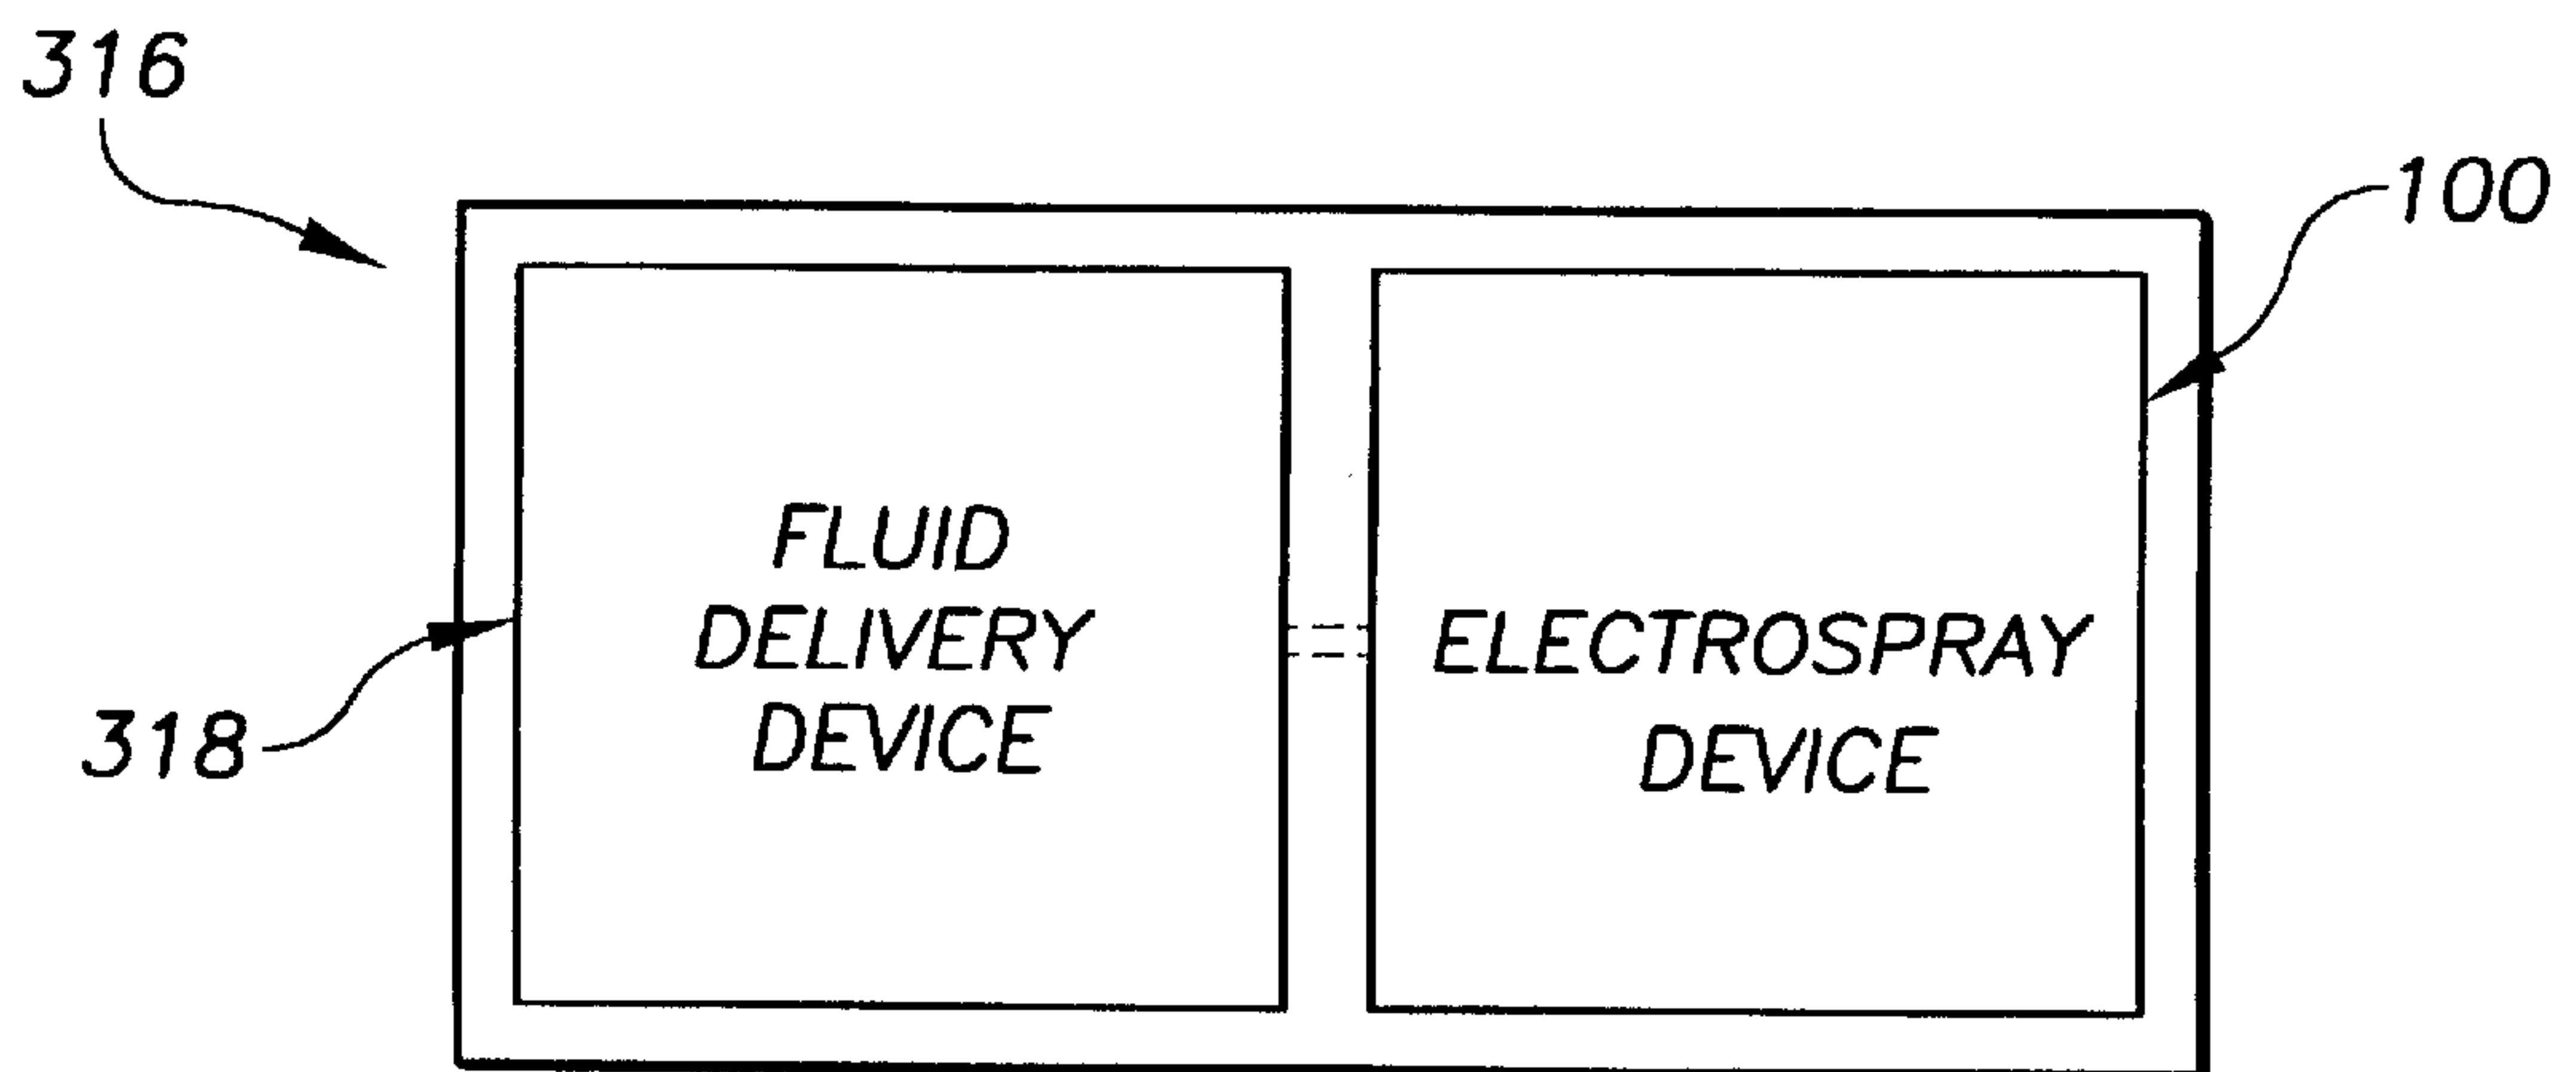 316
100
FLUID
DELIVERY
DEVICE
ELECTROSPRAY
DEVICE
318